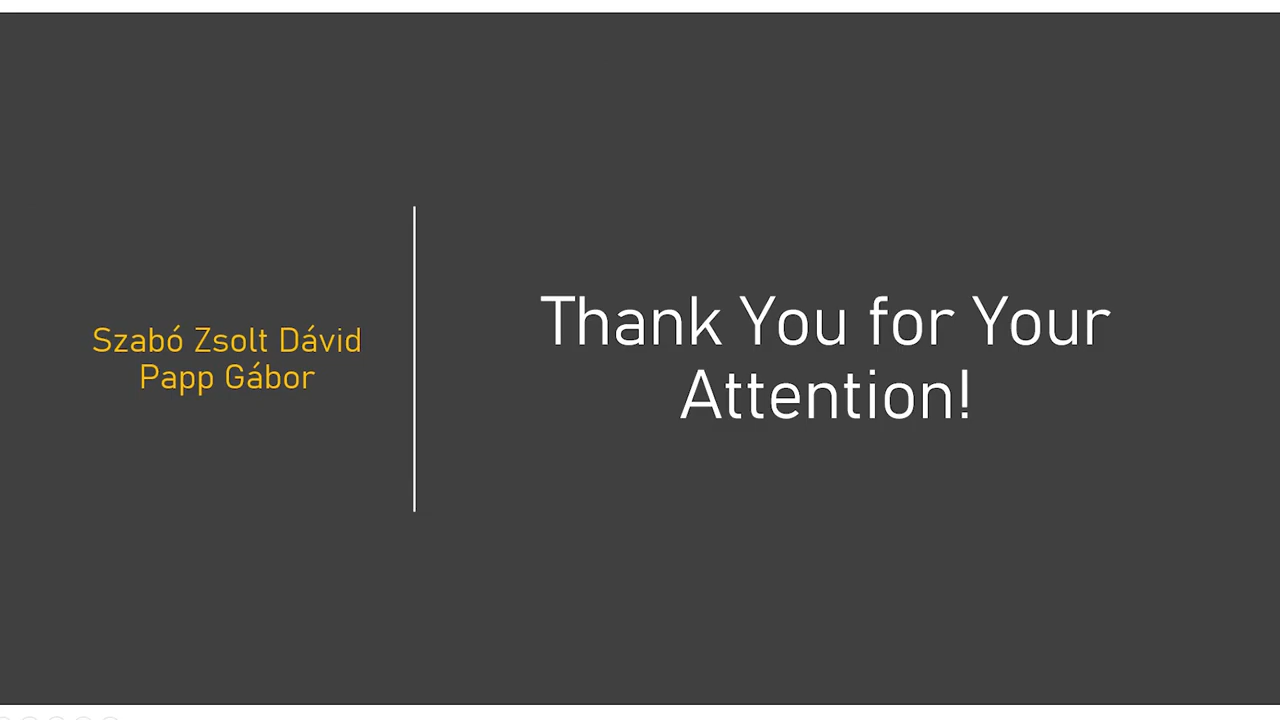 Szabó Zsolt Dávid
Papp Gábor
Thank You for Your
Attention!